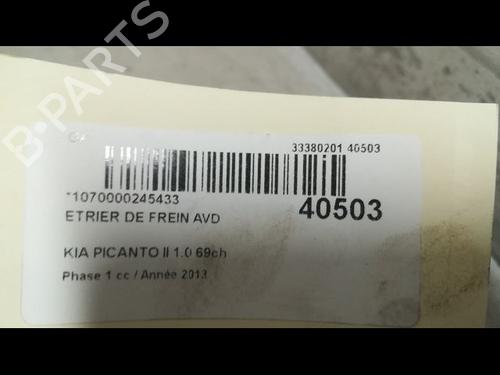 B-PARTS
33380201 40503
*1070000245433
40503
ETRIER DE FREIN AVD
KIA PICANTO II 1.0 69ch
Phase 1 cc / Année 2013